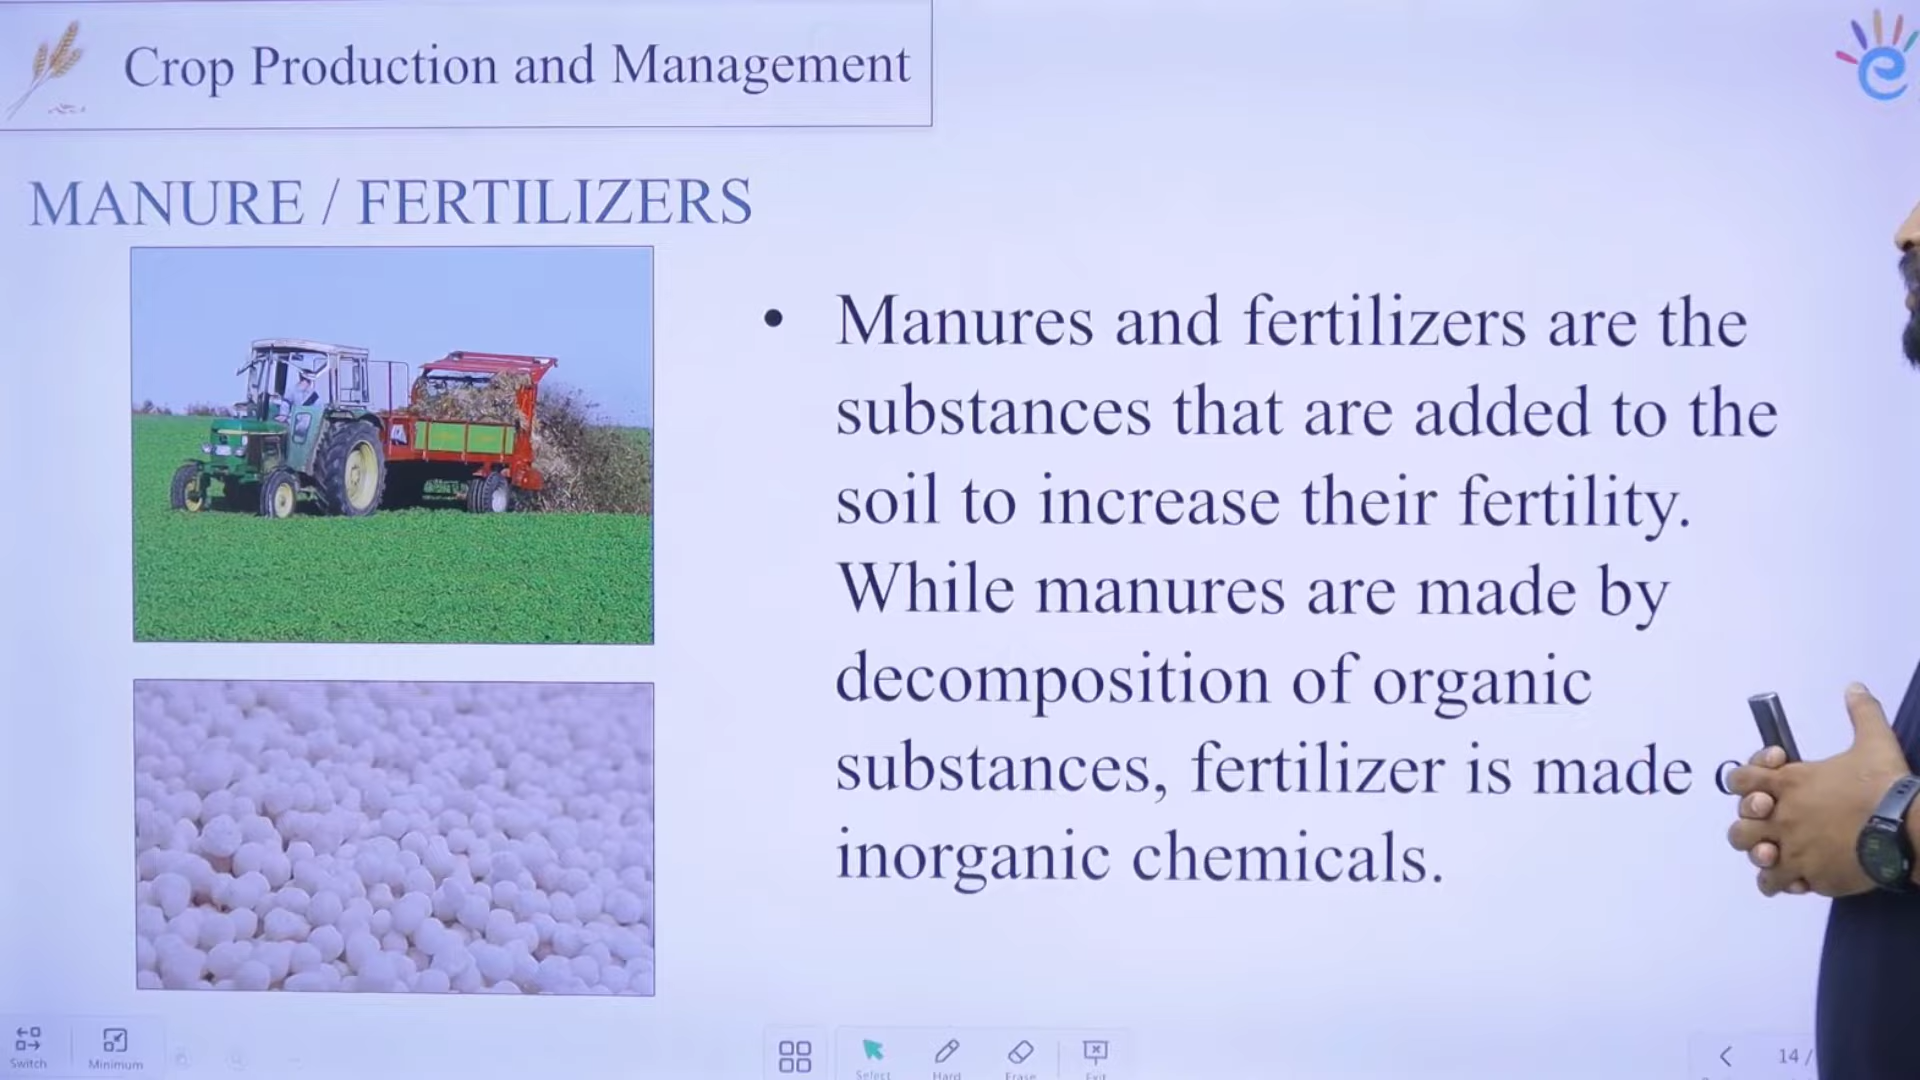 Crop Production and Management
MANURE / FERTILIZERS
• Manures and fertilizers are the
substances that are added to the
soil to increase their fertility.
While manures are made by
decomposition of organic
substances, fertilizer is made
inorganic chemicals.
Switch
Minimum
Select
Hard
Erase
Exit
14 /